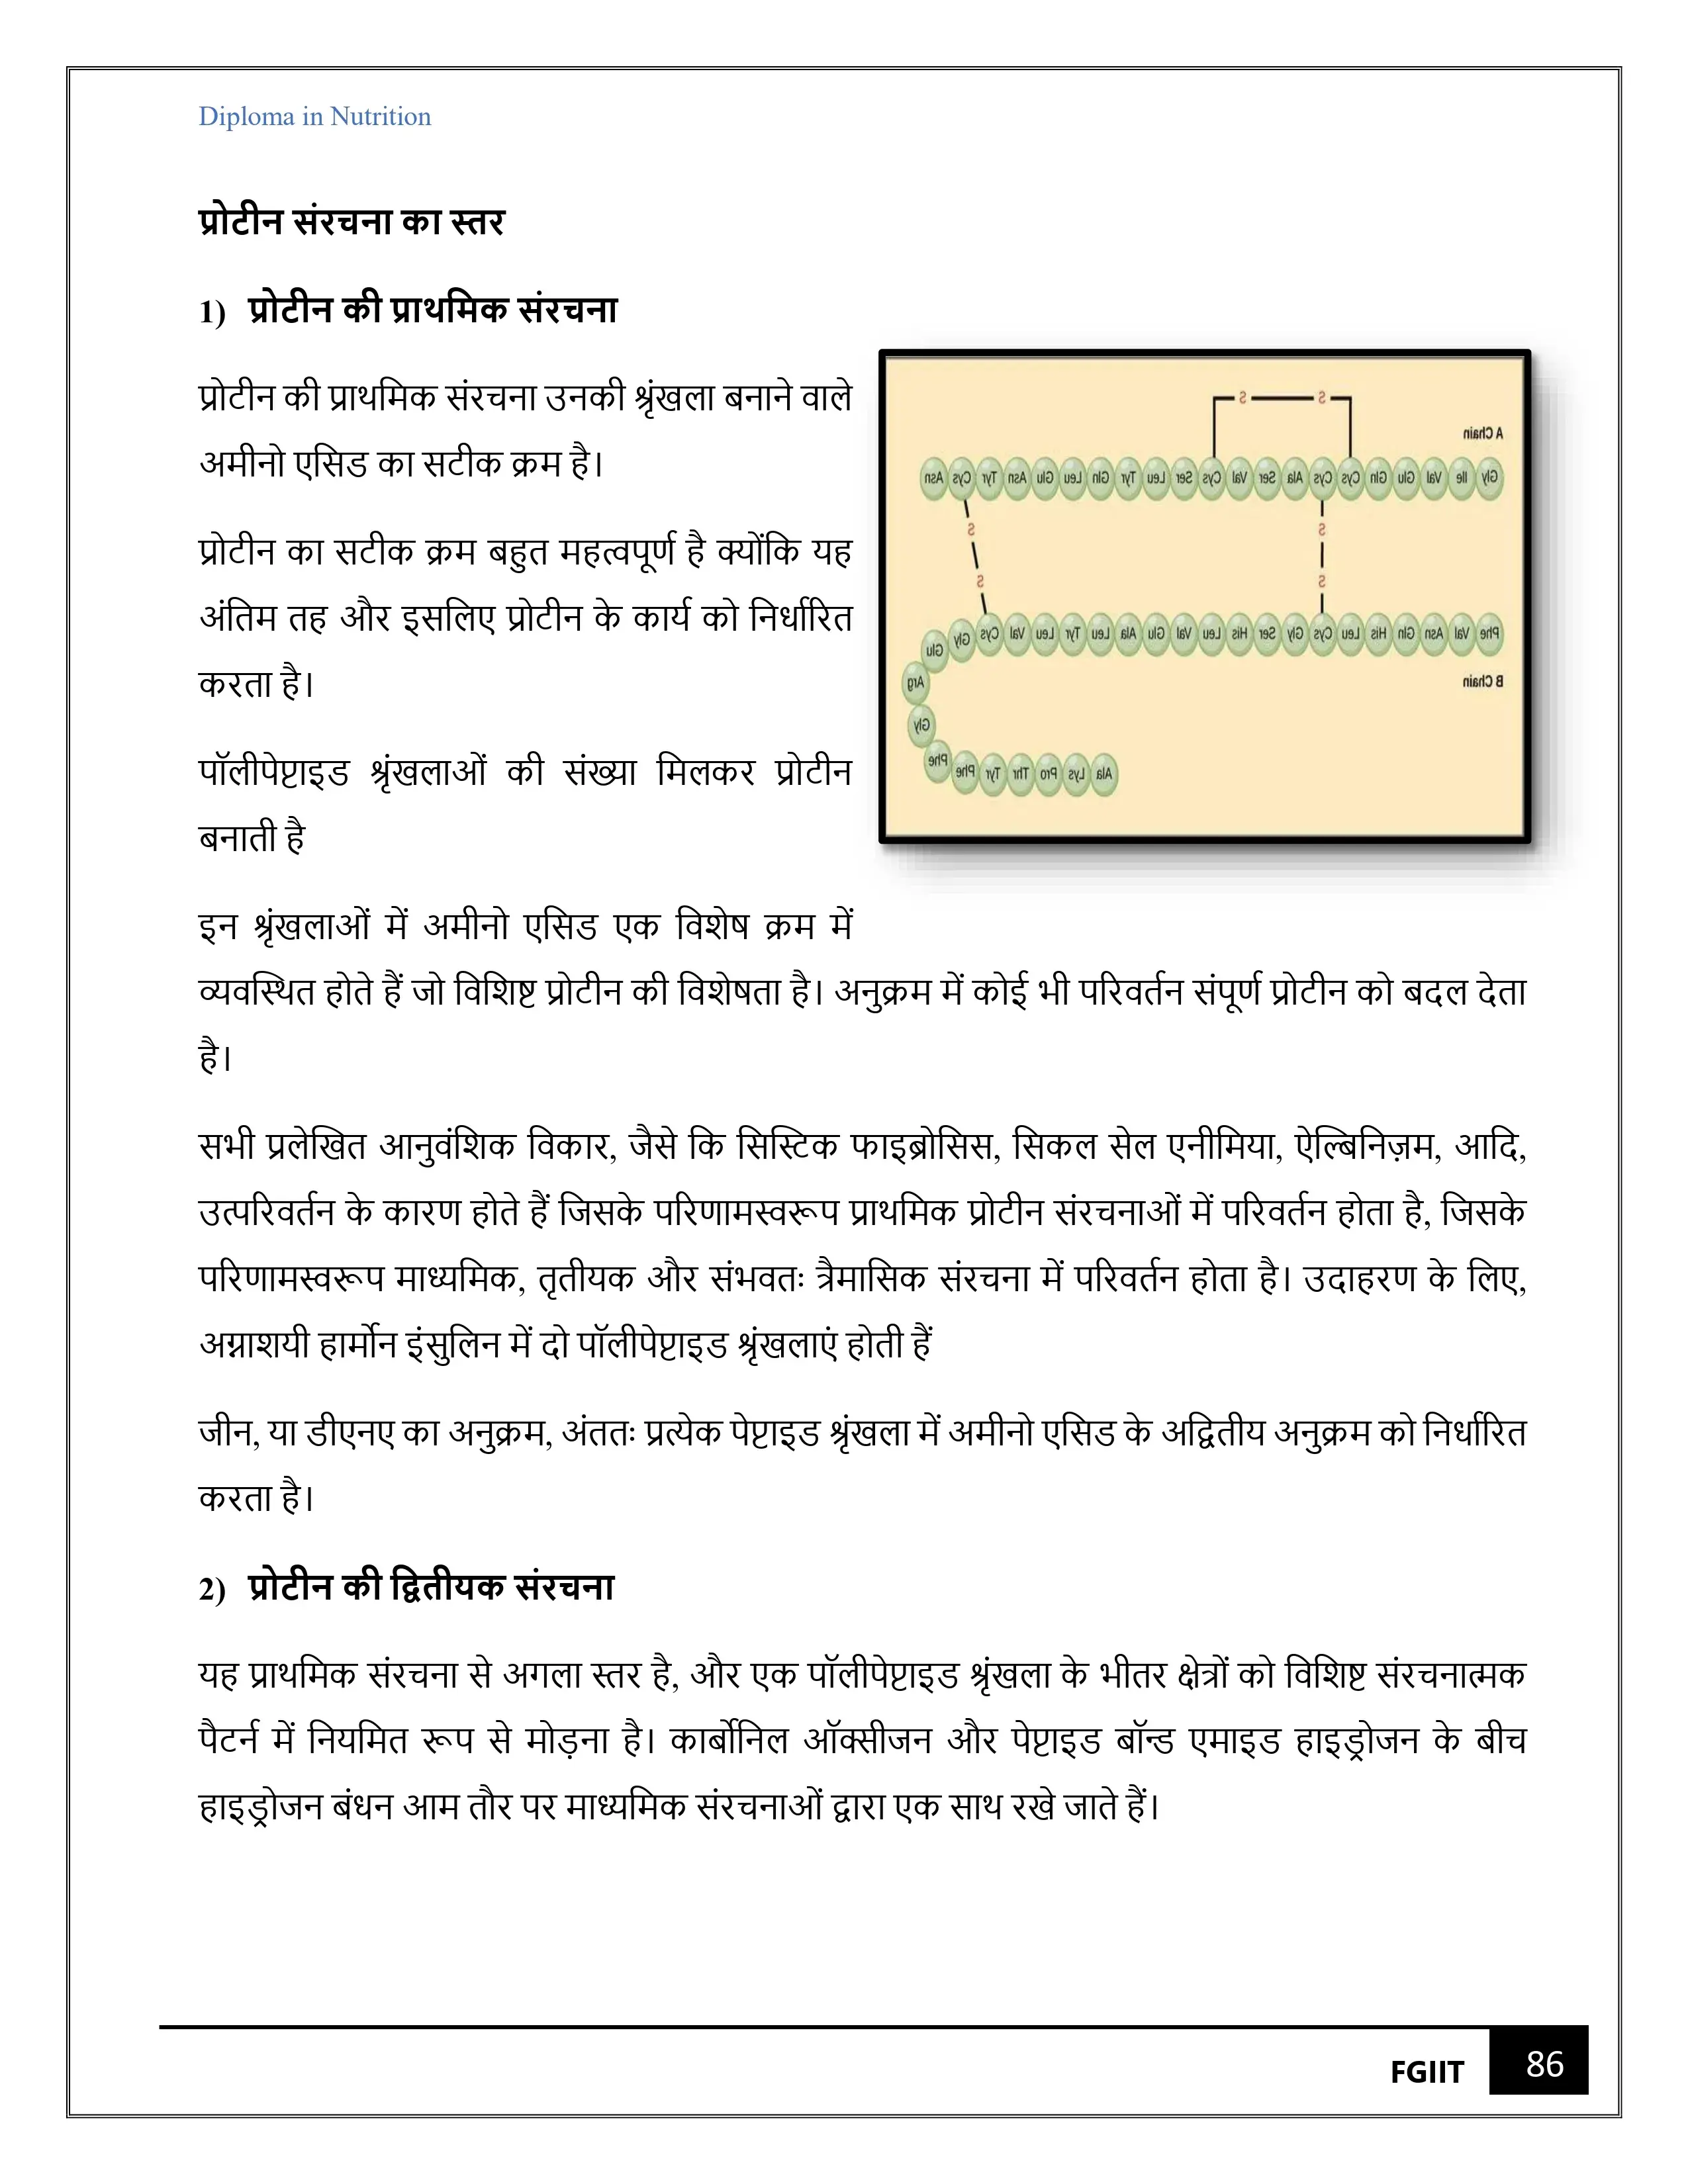 Diploma in Nutrition
प्रोटीन संरचना का स्तर
1) प्रोटीन की प्राथमिक संरचना
प्रोटीन की प्राथमिक संरचना उनकी श्रृंखला बनाने वाले
अमीनो एसिड का सटीक क्रम है।
प्रोटीन का सटीक क्रम बहुत महत्वपूर्ण है क्योंकि यह
अंतिम तह और इसलिए प्रोटीन के कार्य को निर्धारित
करता है।
पॉलीपेप्टाइड श्रृंखलाओं की संख्या मिलकर प्रोटीन
बनाती है
इन श्रृंखलाओं में अमीनो एसिड एक विशेष क्रम में
व्यवस्थित होते हैं जो विशिष्ट प्रोटीन की विशेषता है। अनुक्रम में कोई भी परिवर्तन संपूर्ण प्रोटीन को बदल देता
है।
S S
A Chain
Asn Cys Tyr Asn Glu Leu Gln Tyr Leu Ser Cys Val Ser Ala Cys Cys Gln Glu Val Ile Gly
S S
S S
Glu Gly Cys Val Leu Tyr Leu Ala Glu Val Leu His Ser Gly Cys Leu His Gln Asn Val Phe
Arg
B Chain
Gly
Phe Phe Tyr Thr Pro Lys Ala
सभी प्रलेखित आनुवंशिक विकार, जैसे कि सिस्टिक फाइब्रोसिस, सिकल सेल एनीमिया, ऐल्बिनिज़म, आदि,
उत्परिवर्तन के कारण होते हैं जिसके परिणामस्वरूप प्राथमिक प्रोटीन संरचनाओं में परिवर्तन होता है, जिसके
परिणामस्वरूप माध्यमिक, तृतीयक और संभवतः त्रैमासिक संरचना में परिवर्तन होता है। उदाहरण के लिए,
अग्नाशयी हार्मोन इंसुलिन में दो पॉलीपेप्टाइड श्रृंखलाएं होती हैं
जीन, या डीएनए का अनुक्रम, अंततः प्रत्येक पेप्टाइड श्रृंखला में अमीनो एसिड के अद्वितीय अनुक्रम को निर्धारित
करता है।
2) प्रोटीन की द्वितीयक संरचना
यह प्राथमिक संरचना से अगला स्तर है, और एक पॉलीपेप्टाइड श्रृंखला के भीतर क्षेत्रों को विशिष्ट संरचनात्मक
पैटर्न में नियमित रूप से मोड़ना है। कार्बोनिल ऑक्सीजन और पेप्टाइड बॉन्ड एमाइड हाइड्रोजन के बीच
हाइड्रोजन बंधन आम तौर पर माध्यमिक संरचनाओं द्वारा एक साथ रखे जाते हैं।
FGIIT 86